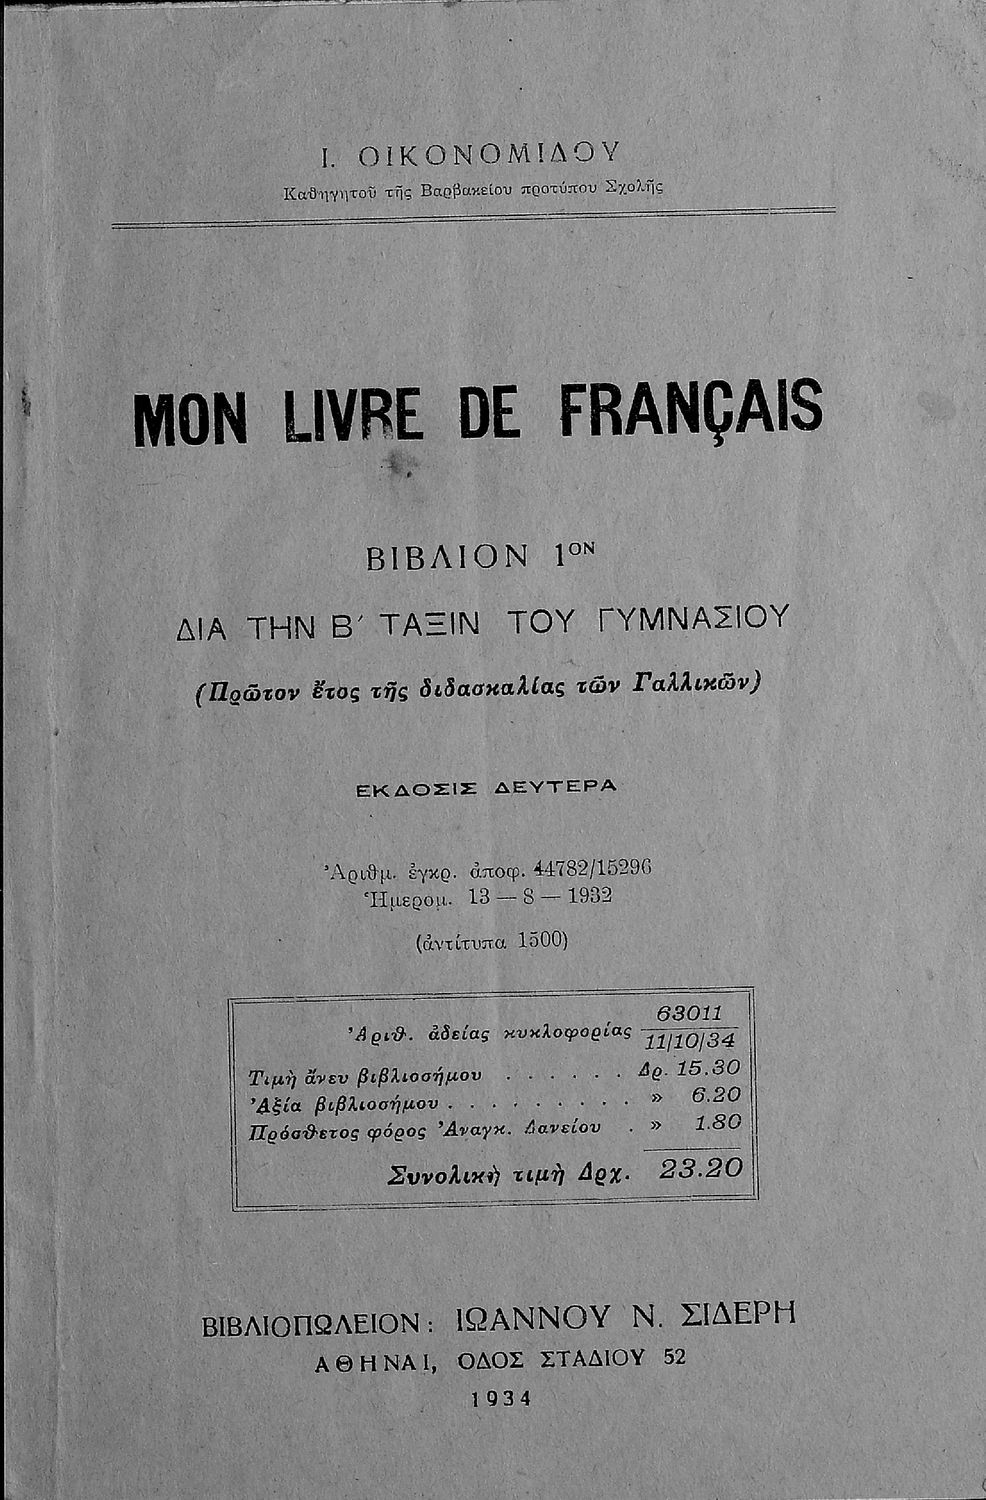 Ι. ΟΙΚΟΝΟΜΙΔΟΥ
Καθηγητοῦ τῆς Βαρβακείου προτύπου Σχολῆς
MON LIVRE DE FRANÇAIS
ΒΙΒΛΙΟΝ 1ΟΝ
ΔΙΑ ΤΗΝ Β΄ ΤΑΞΙΝ ΤΟΥ ΓΥΜΝΑΣΙΟΥ
(Πρῶτον ἔτος τῆς διδασκαλίας τῶν Γαλλικῶν)
ΕΚΔΟΣΙΣ ΔΕΥΤΕΡΑ
Ἀριθμ. ἐγκρ. ἀποφ. 44782/15296
Ἡμερομ. 13 — 8 — 1932
(ἀντίτυπα 1500)
Ἀριθ. ἀδείας κυκλοφορίας 63011
11/10/34
Τιμὴ ἄνευ βιβλιοσήμου . . . . . . Δρ. 15.30
Ἀξία βιβλιοσήμου . . . . . . . . . » 6.20
Πρόσθετος φόρος Ἀναγκ. Δανείου . » 1.80
Συνολικὴ τιμὴ Δρχ. 23.20
ΒΙΒΛΙΟΠΩΛΕΙΟΝ: ΙΩΑΝΝΟΥ Ν. ΣΙΔΕΡΗ
ΑΘΗΝΑΙ, ΟΔΟΣ ΣΤΑΔΙΟΥ 52
1934